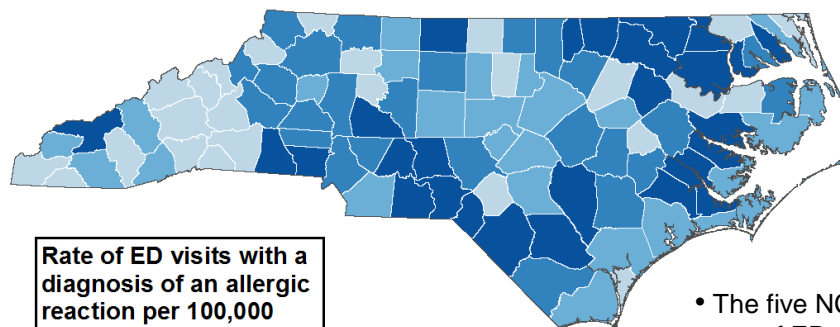 Rate of ED visits with a
diagnosis of an allergic
reaction per 100,000
• The five NC